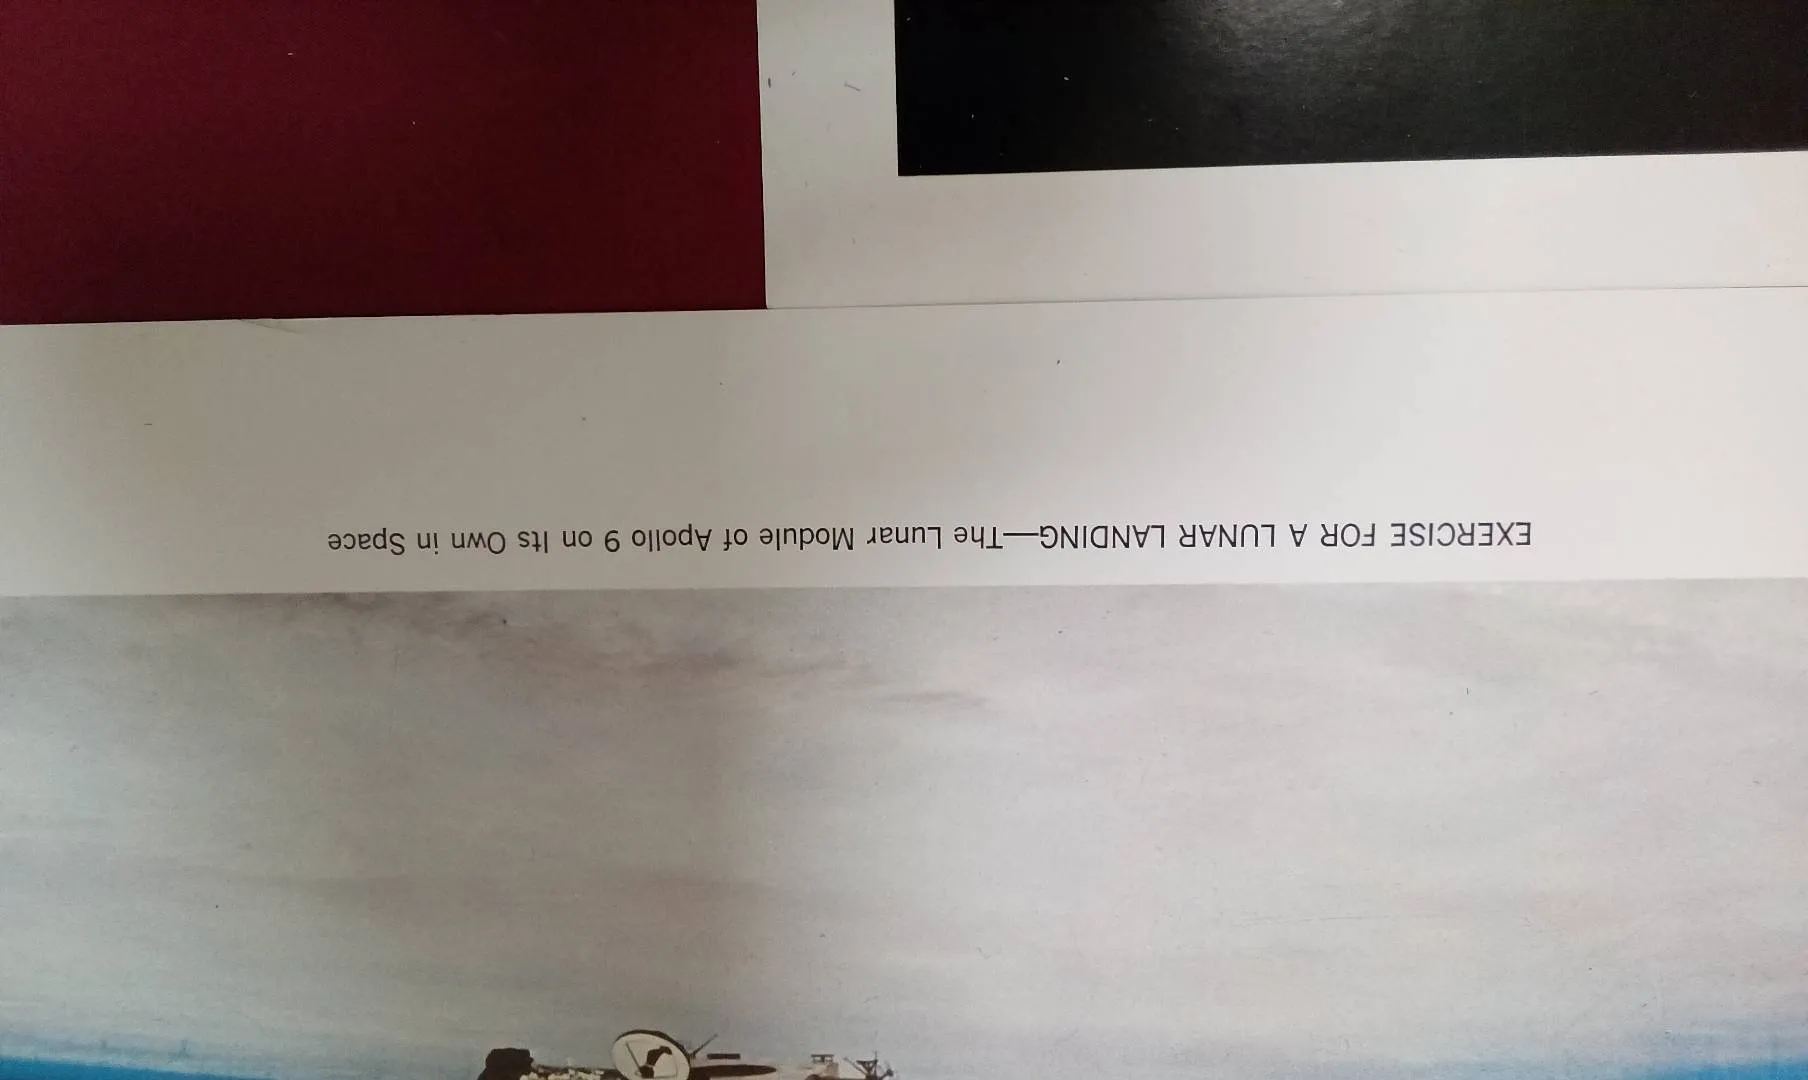 EXERCISE FOR A LUNAR LANDING—The Lunar Module of Apollo 9 on Its Own in Space